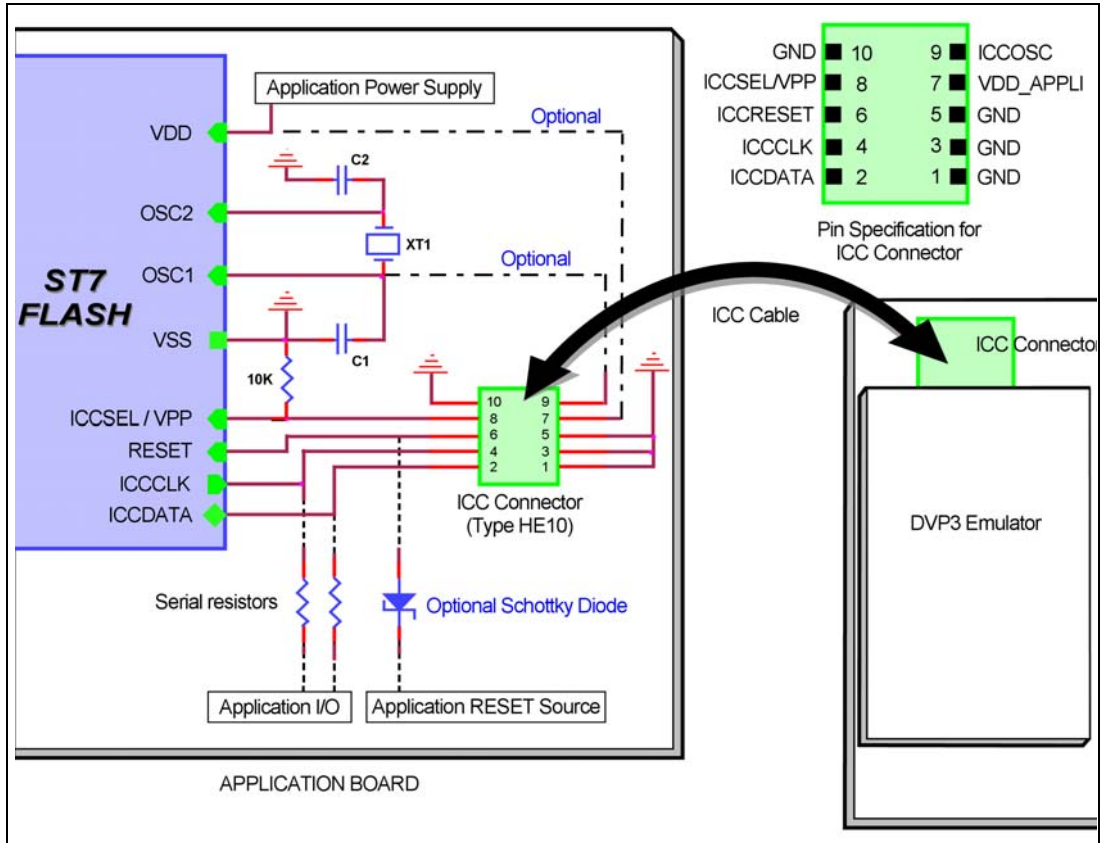 GND 10 9 ICCOSC
ICCSEL/VPP 8 7 VDD_APPLI
ICCRESET 6 5 GND
ICCCLK 4 3 GND
ICCDATA 2 1 GND
Pin Specification for
ICC Connector
Application Power Supply
VDD
Optional
C2
OSC2
XT1
OSC1
Optional
ST7
FLASH
VSS
C1
10K
ICC Cable
ICC Connector
ICCSEL / VPP
RESET
ICCCLK
ICCDATA
10 9
8 7
6 5
4 3
2 1
ICC Connector
(Type HE10)
DVP3 Emulator
Serial resistors
Optional Schottky Diode
Application I/O
Application RESET Source
APPLICATION BOARD